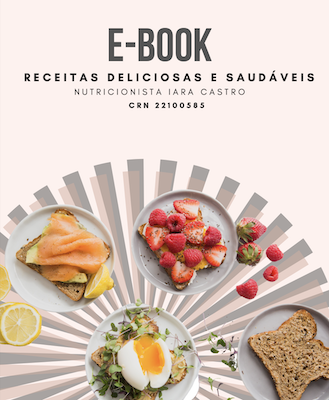 E-BOOK
RECEITAS DELICIOSAS E SAUDÁVEIS
NUTRICIONISTA IARA CASTRO
CRN 22100585